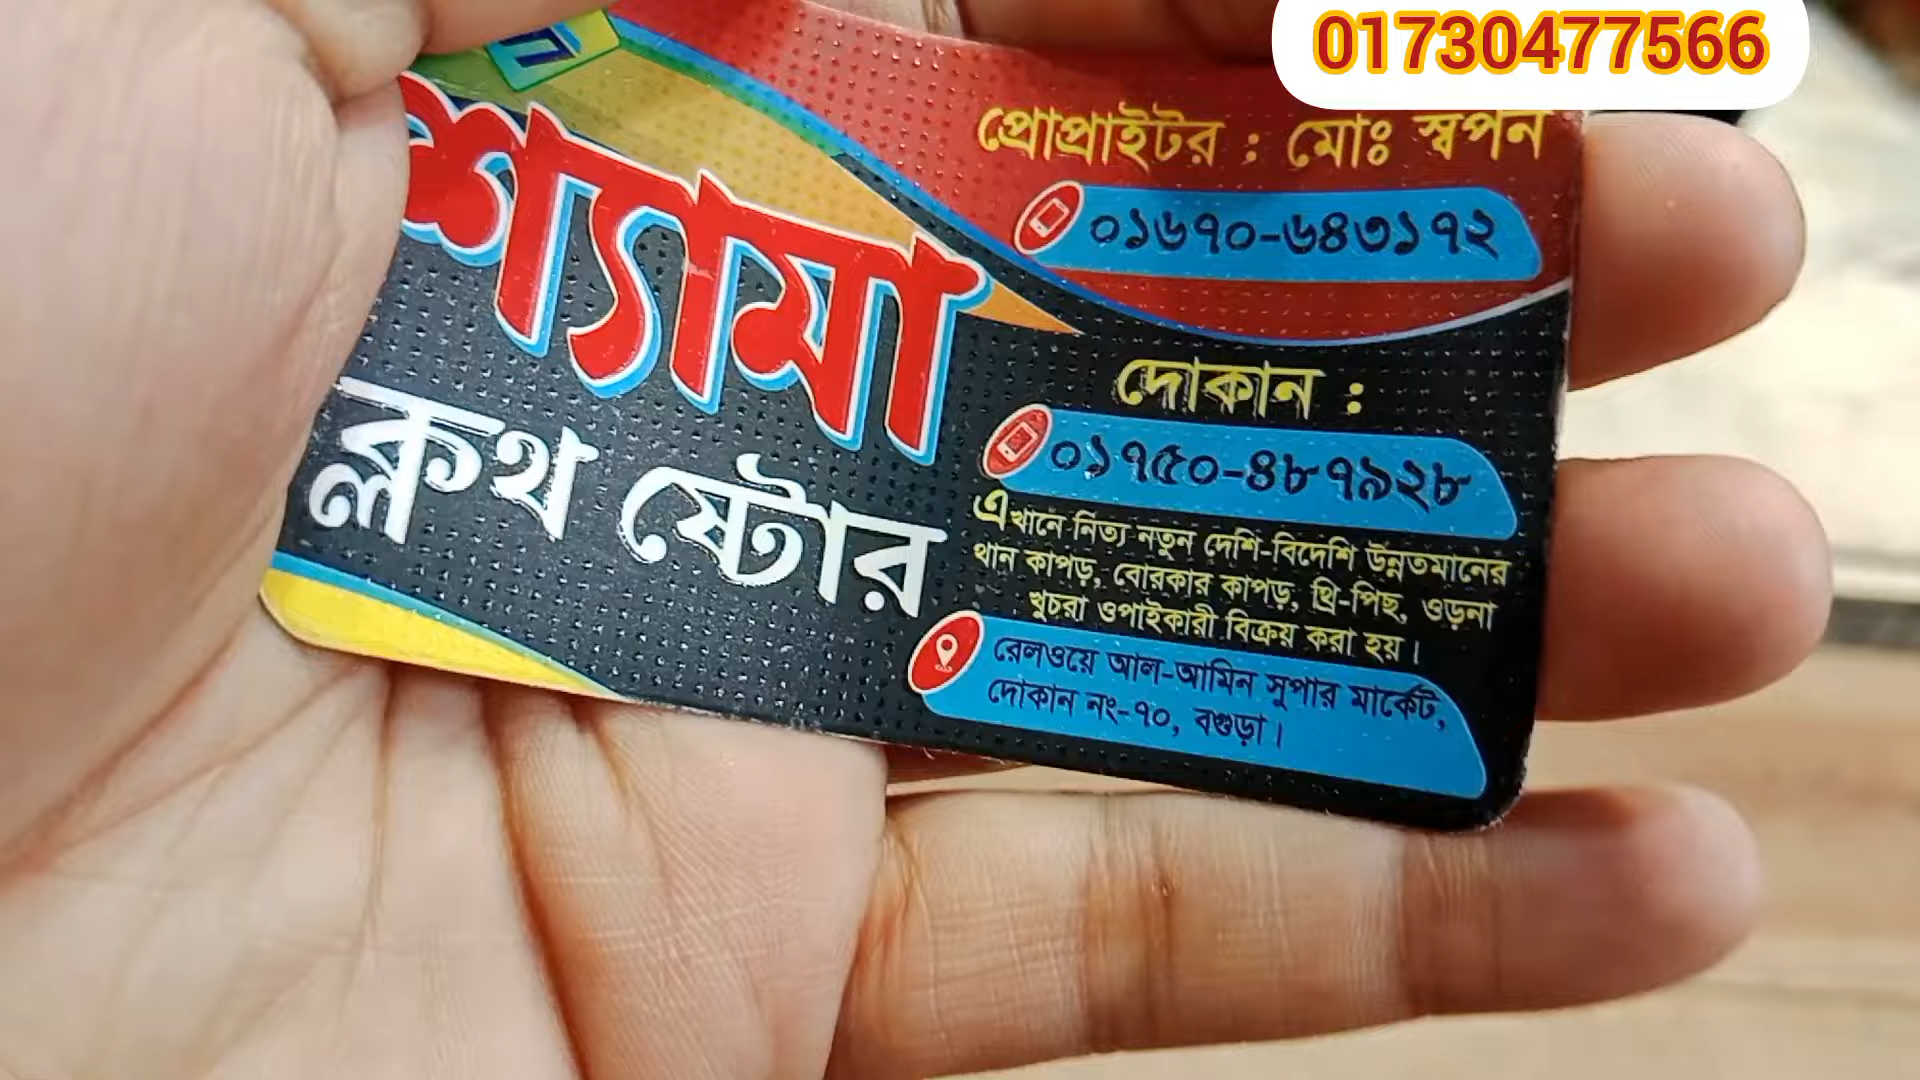 01730477566
প্রোপ্রাইটর : মোঃ স্বপন
০১৬৭০-৬৪৩১৭২
শ্যামা
ক্লথ ষ্টোর
দোকান :
০১৭৫০-৪৮৭৯২৮
এখানে নিত্য নতুন দেশি-বিদেশি উন্নতমানের
থান কাপড়, বোরকার কাপড়, থ্রি-পিছ, ওড়না
খুচরা ওপাইকারী বিক্রয় করা হয়।
রেলওয়ে আল-আমিন সুপার মার্কেট,
দোকান নং-৭০, বগুড়া।